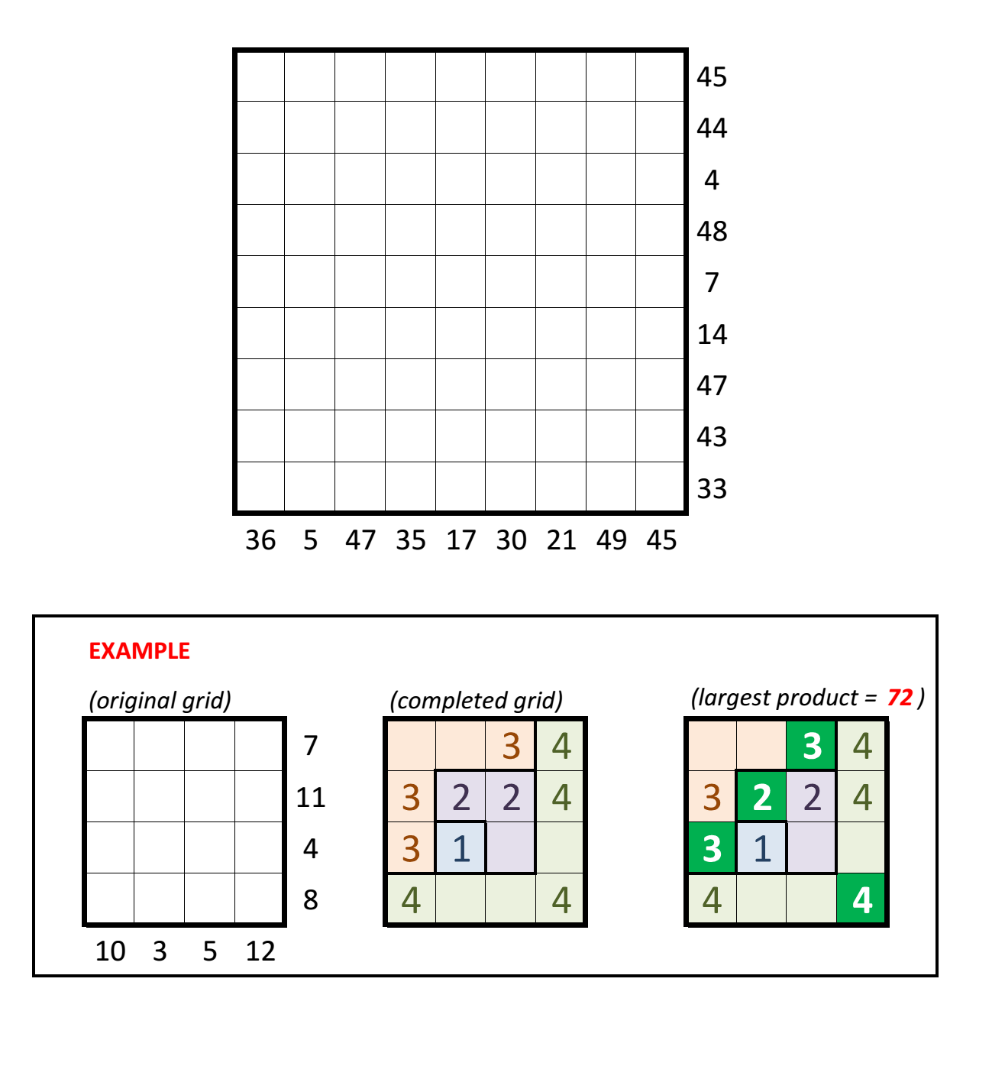 45
44
4
48
7
14
47
43
33
36 5 47 35 17 30 21 49 45
EXAMPLE
(original grid)
7
11
4
8
10 3 5 12
(completed grid)
3 4
3 2 2 4
3 1
4 4
(largest product = 72 )
3 4
3 2 2 4
3 1
4 4